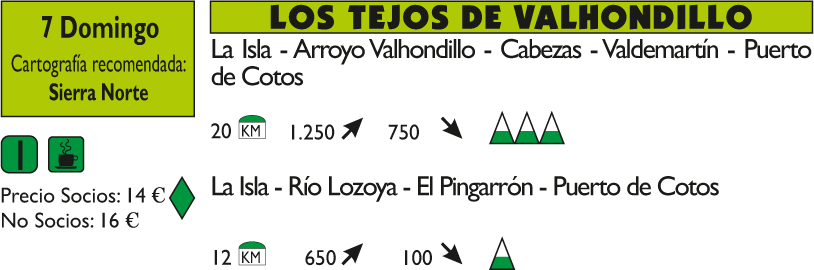 7 Domingo
Cartografía recomendada:
Sierra Norte
Precio Socios: 14 €
No Socios: 16 €
LOS TEJOS DE VALHONDILLO
La Isla - Arroyo Valhondillo - Cabezas - Valdemartín - Puerto
de Cotos
20 KM 1.250 750
La Isla - Río Lozoya - El Pingarrón - Puerto de Cotos
12 KM 650 100